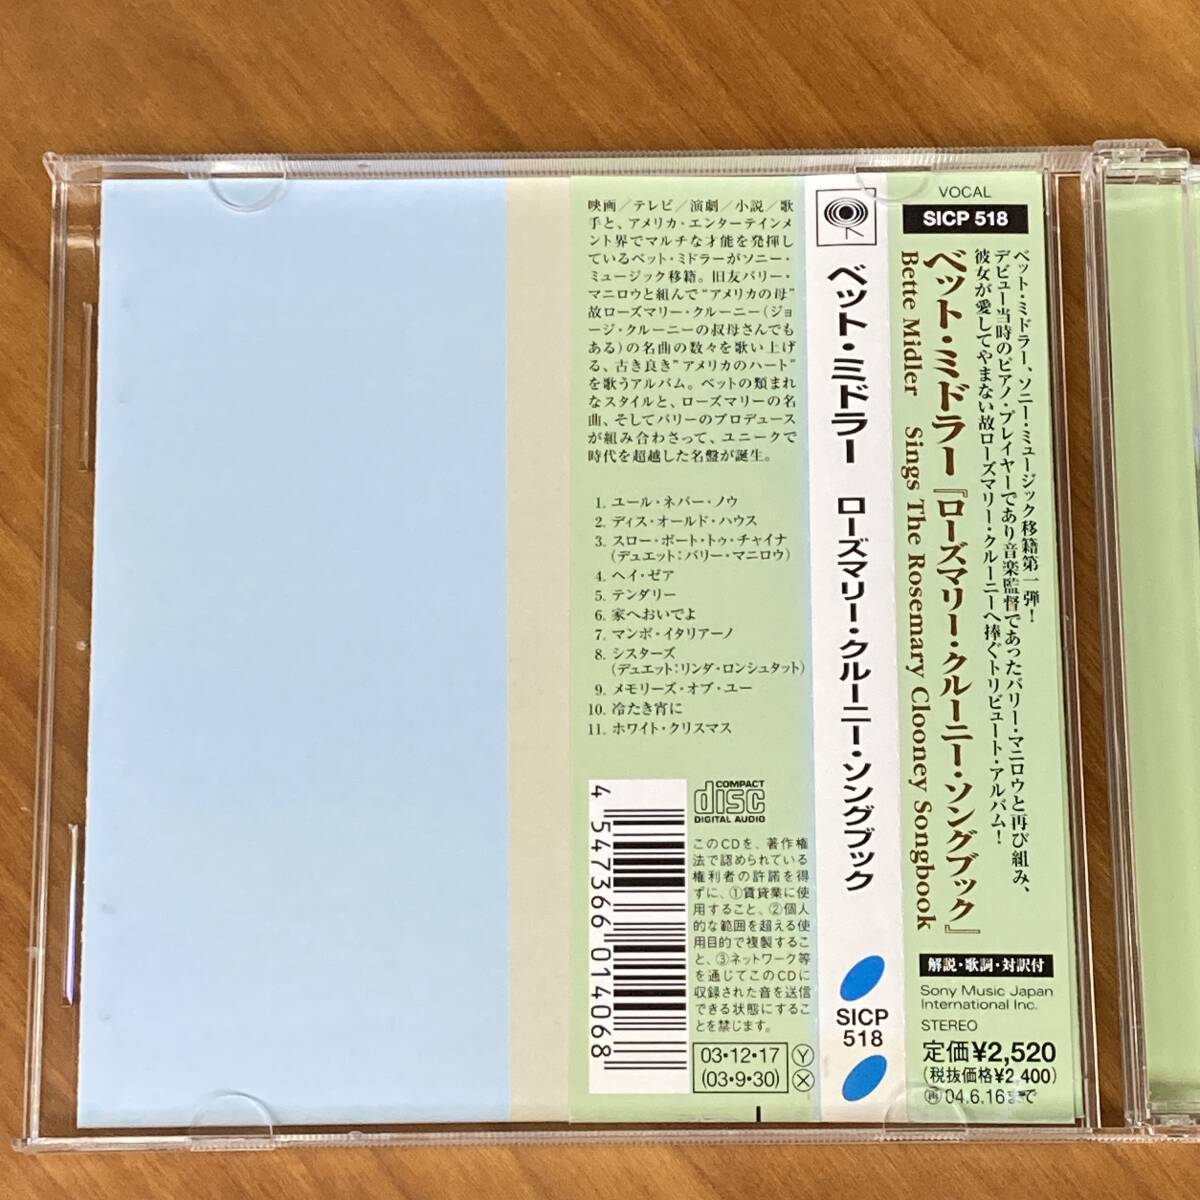 映画／テレビ／演劇／小説／歌
手と、アメリカ・エンターテインメ
ント界でマルチな才能を発揮し
ているベット・ミドラーがソニー・
ミュージック移籍。旧友バリー・
マニロウと組んで“アメリカの母”
故ローズマリー・クルーニー（ジョ
ージ・クルーニーの叔母さんでも
ある）の名曲の数々を歌い上げ
る、古き良き“アメリカのハート”
を歌うアルバム。ベットの類まれ
なスタイルと、ローズマリーの名
曲、そしてバリーのプロデュース
が組み合わさって、ユニークで
時代を超越した名盤が誕生。
1. ユール・ネバー・ノウ
2. ディス・オールド・ハウス
3. スロー・ボート・トゥ・チャイナ
（デュエット：バリー・マニロウ）
4. ヘイ・ゼア
5. テンダリー
6. 家へおいでよ
7. マンボ・イタリアーノ
8. シスターズ
（デュエット：リンダ・ロンシュタット）
9. メモリーズ・オブ・ユー
10. 冷たき宵に
11. ホワイト・クリスマス
4 547366 014068
COMPACT
disc
DIGITAL AUDIO
このCDを、著作権
法で認められている
権利者の許諾を得
ずに、①賃貸業に使
用すること、②個人
的な範囲を超える使
用目的で複製するこ
と、③ネットワーク等
を通じてこのCDに
収録された音を送信
できる状態にするこ
とを禁じます。
03・12・17 Ⓨ
(03・9・30) Ⓧ
ベット・ミドラー ローズマリー・クルーニー・ソングブック
SICP
518
VOCAL
SICP 518
ベット・ミドラー、ソニー・ミュージック移籍第一弾！
デビュー当時のピアノ・プレイヤーであり音楽監督であったバリー・マニロウと再び組み、
彼女が愛してやまない故ローズマリー・クルーニーへ捧ぐトリビュート・アルバム！
ベット・ミドラー『ローズマリー・クルーニー・ソングブック』
Bette Midler Sings The Rosemary Clooney Songbook
解説・歌詞・対訳付
Sony Music Japan
International Inc.
STEREO
定価¥2,520
（税抜価格¥2,400）
㊢04.6.16まで